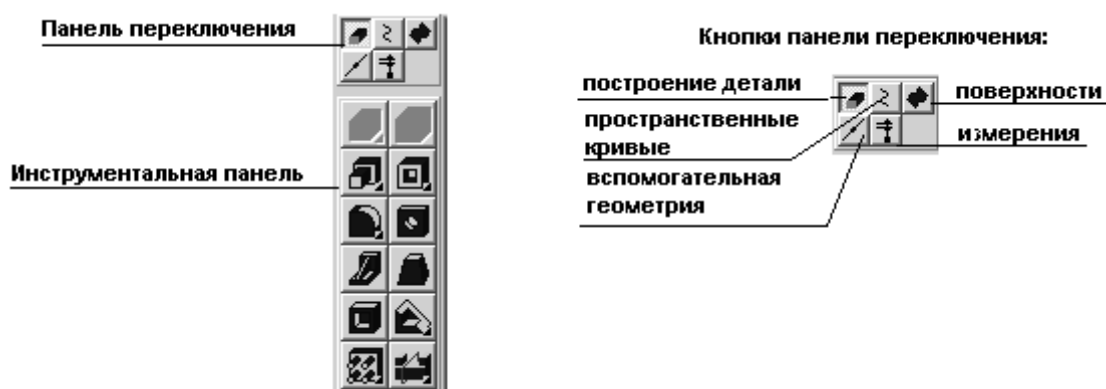 Панель переключения
Инструментальная панель
Кнопки панели переключения:
построение детали
пространственные
кривые
вспомогательная
геометрия
поверхности
измерения